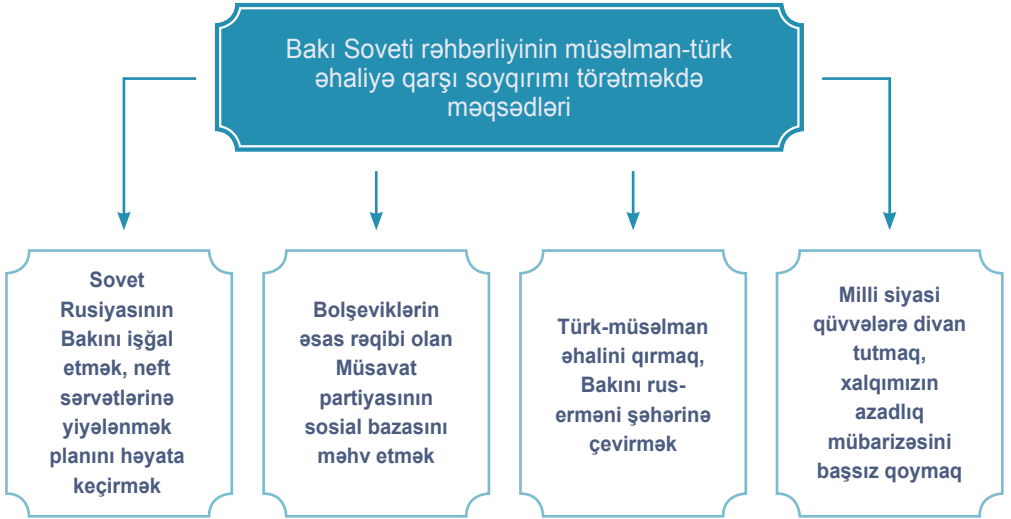 Bakı Soveti rəhbərliyinin müsəlman-türk
əhaliyə qarşı soyqırımı törətməkdə
məqsədləri
Sovet
Rusiyasının
Bakını işğal
etmək, neft
sərvətlərinə
yiyələnmək
planını həyata
keçirmək
Bolşeviklərin
əsas rəqibi olan
Müsavat
partiyasının
sosial bazasını
məhv etmək
Türk-müsəlman
əhalini qırmaq,
Bakını rus-
erməni şəhərinə
çevirmək
Milli siyasi
qüvvələrə divan
tutmaq,
xalqımızın
azadlıq
mübarizəsini
başsız qoymaq